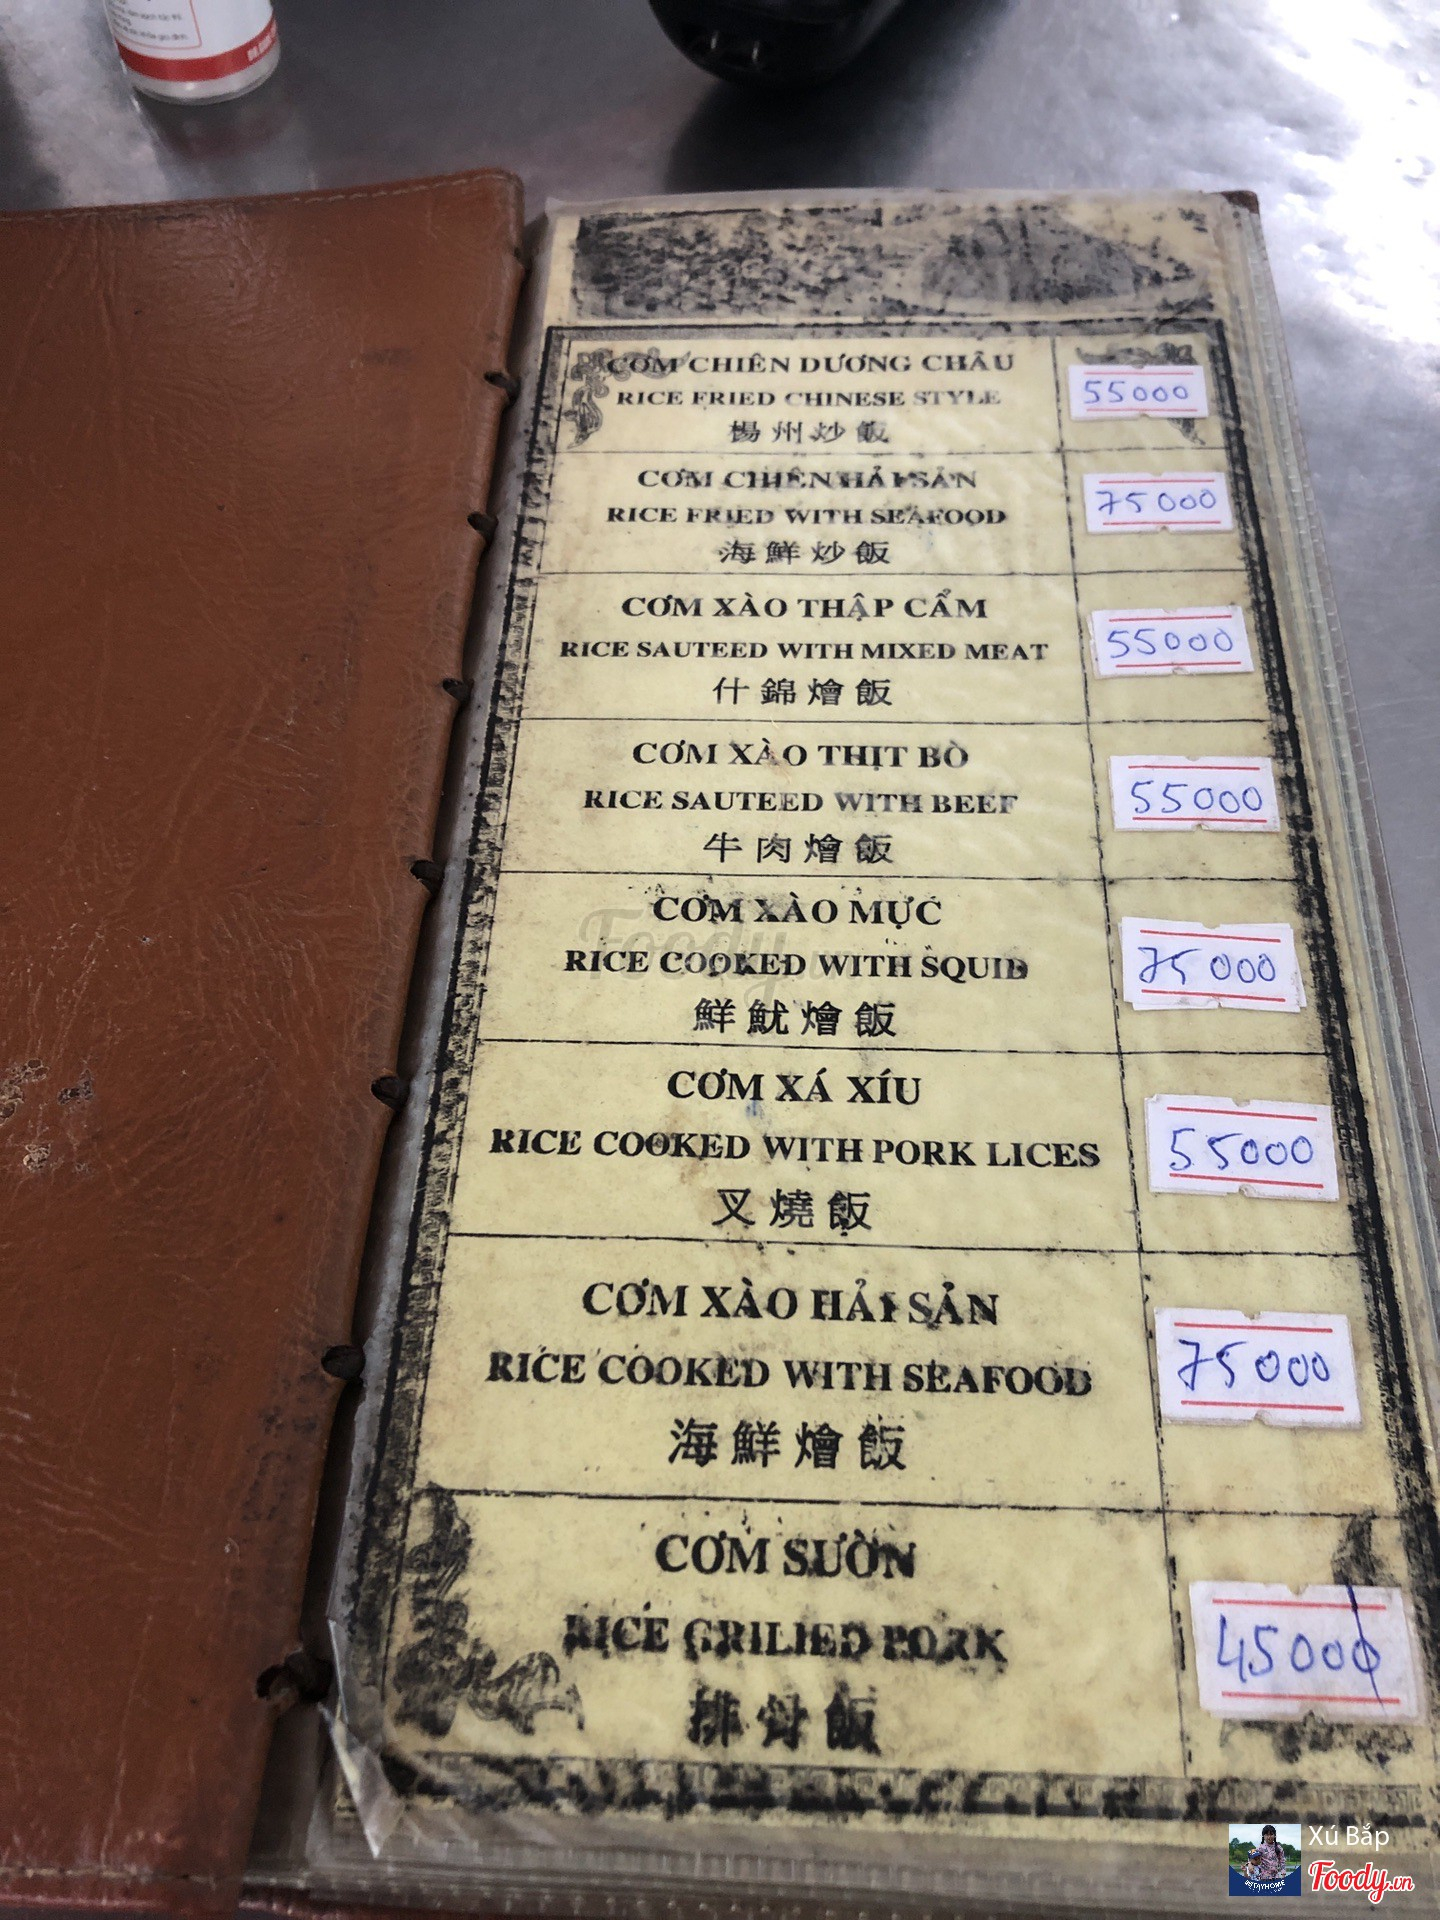 CƠM CHIÊN DƯƠNG CHÂU
RICE FRIED CHINESE STYLE
楊州炒飯
55000
CƠM CHIÊN HẢI SẢN
RICE FRIED WITH SEAFOOD
海鮮炒飯
75000
CƠM XÀO THẬP CẨM
RICE SAUTEED WITH MIXED MEAT
什錦燴飯
55000
CƠM XÀO THỊT BÒ
RICE SAUTEED WITH BEEF
牛肉燴飯
55000
CƠM XÀO MỰC
RICE COOKED WITH SQUID
鮮魷燴飯
75000
CƠM XÁ XÍU
RICE COOKED WITH PORK LICES
叉燒飯
55000
CƠM XÀO HẢI SẢN
RICE COOKED WITH SEAFOOD
海鮮燴飯
75000
CƠM SƯỜN
RICE GRILIED PORK
排骨飯
45000
Foody
Xú Bắp
Foody.vn